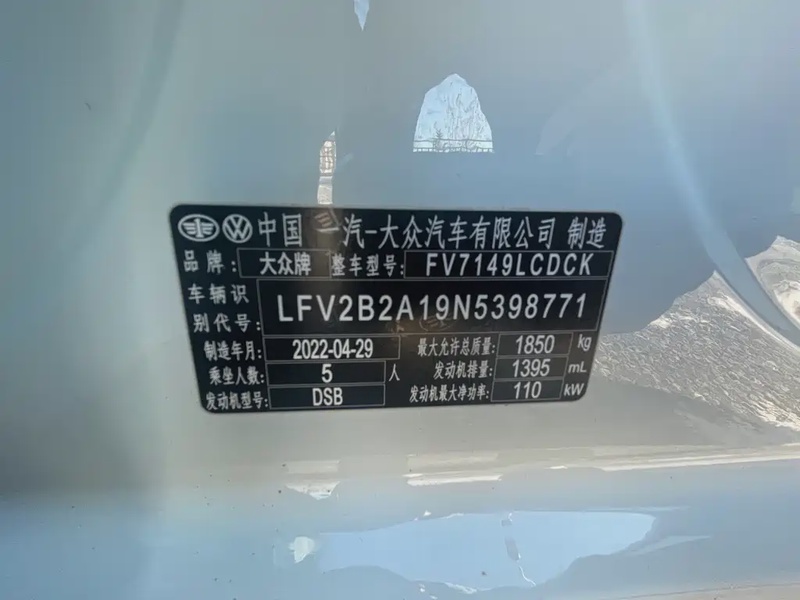 中国 一汽-大众汽车有限公司 制造
品牌: 大众牌 整车型号: FV7149LCDCK
车辆识别代号: LFV2B2A19N5398771
制造年月: 2022-04-29 最大允许总质量: 1850 kg
乘坐人数: 5 人 发动机排量: 1395 mL
发动机型号: DSB 发动机最大净功率: 110 kW